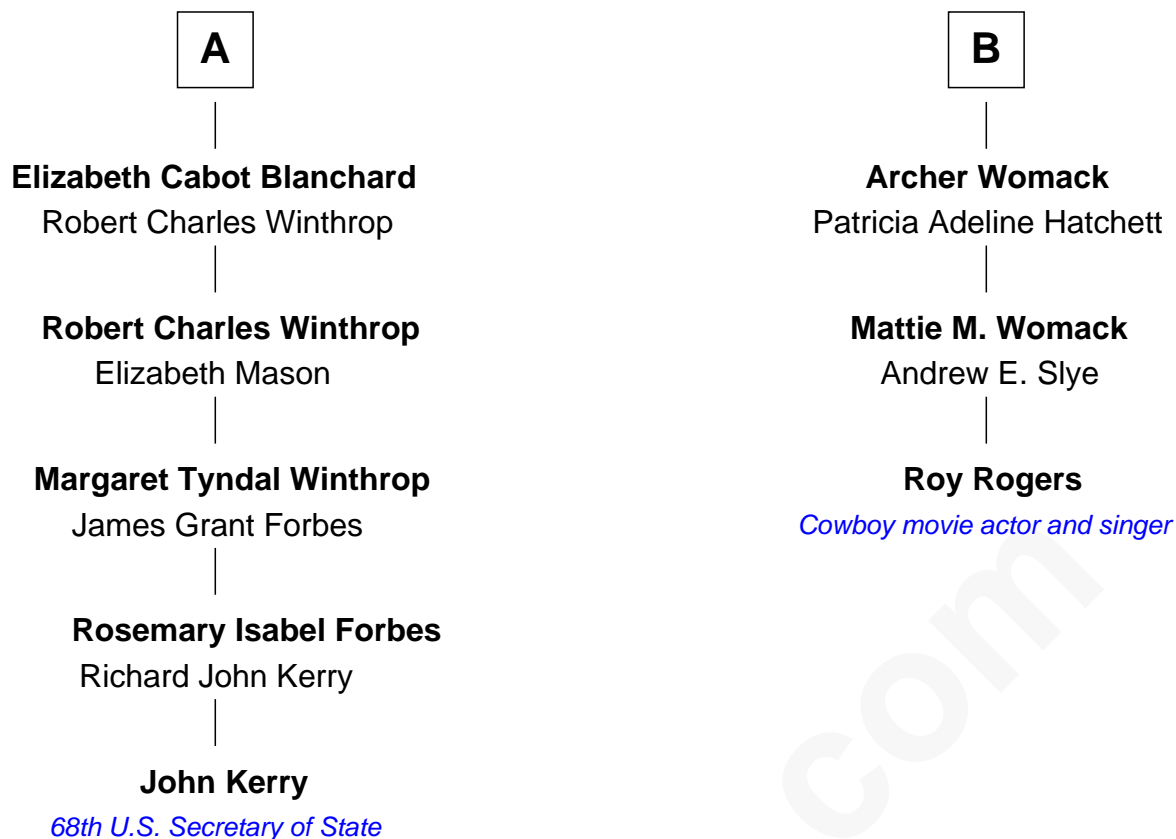 A
Elizabeth Cabot Blanchard
Robert Charles Winthrop
Robert Charles Winthrop
Elizabeth Mason
Margaret Tyndal Winthrop
James Grant Forbes
Rosemary Isabel Forbes
Richard John Kerry
John Kerry
68th U.S. Secretary of State
B
Archer Womack
Patricia Adeline Hatchett
Mattie M. Womack
Andrew E. Slye
Roy Rogers
Cowboy movie actor and singer
com